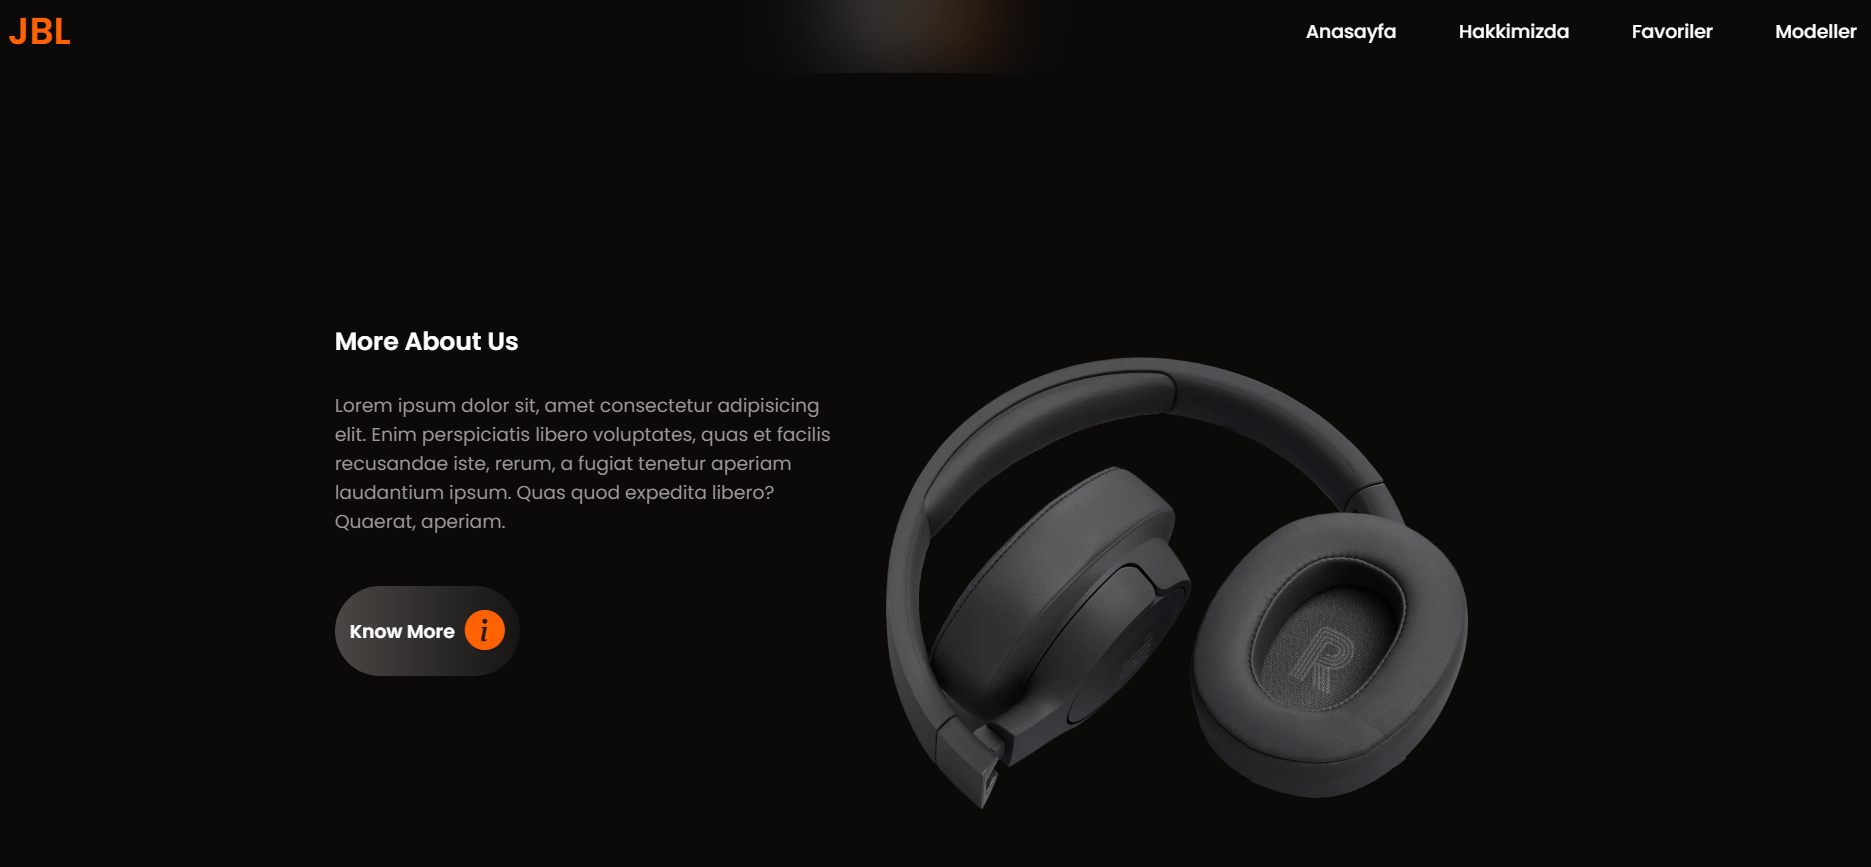 JBL
Anasayfa
Hakkimizda
Favoriler
Modeller
More About Us
Lorem ipsum dolor sit, amet consectetur adipisicing
elit. Enim perspiciatis libero voluptates, quas et facilis
recusandae iste, rerum, a fugiat tenetur aperiam
laudantium ipsum. Quas quod expedita libero?
Quaerat, aperiam.
Know More
i
R